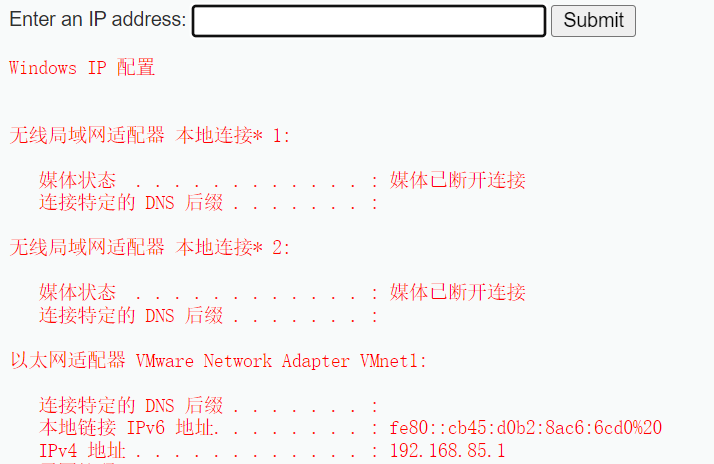 Enter an IP address: Submit
Windows IP 配置
无线局域网适配器 本地连接* 1:
媒体状态 . . . . . . . . . . . . : 媒体已断开连接
连接特定的 DNS 后缀 . . . . . . . :
无线局域网适配器 本地连接* 2:
媒体状态 . . . . . . . . . . . . : 媒体已断开连接
连接特定的 DNS 后缀 . . . . . . . :
以太网适配器 VMware Network Adapter VMnet1:
连接特定的 DNS 后缀 . . . . . . . :
本地链接 IPv6 地址. . . . . . . . : fe80::cb45:d0b2:8ac6:6cd0%20
IPv4 地址 . . . . . . . . . . . . : 192.168.85.1